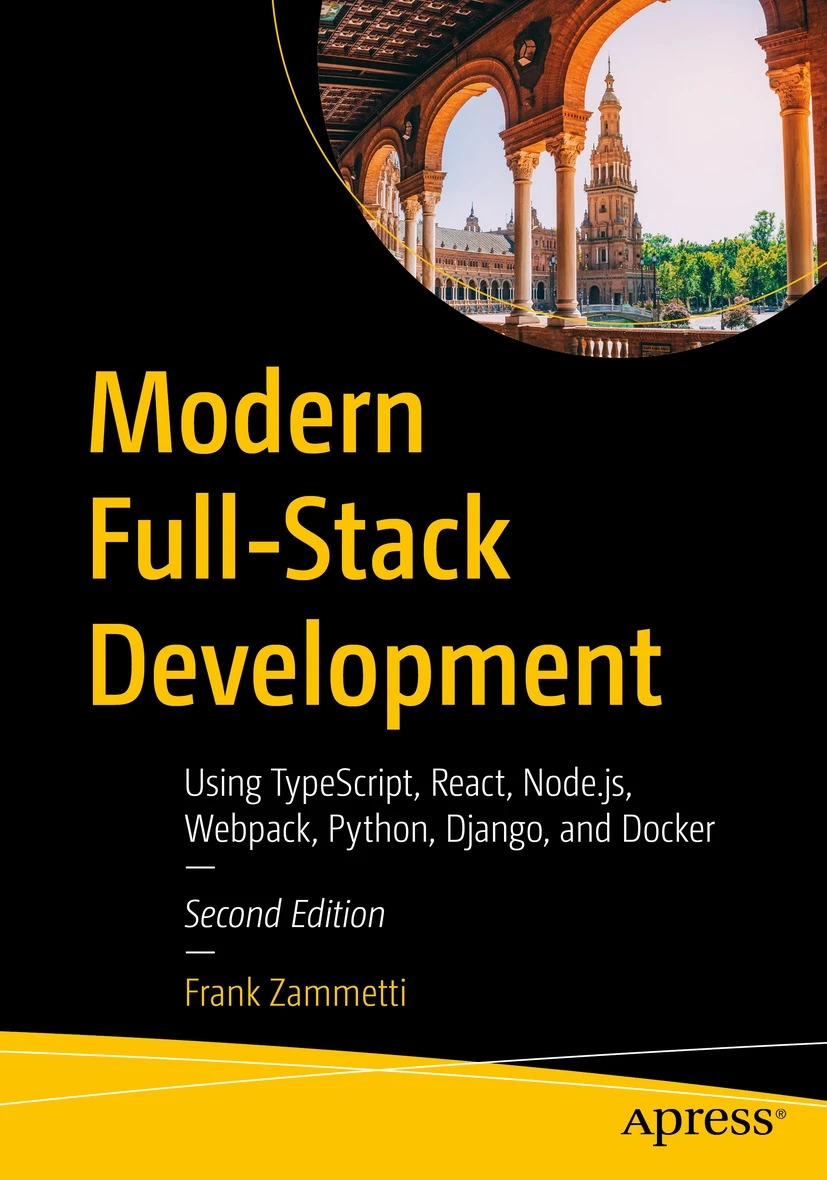 Modern
Full-Stack
Development
Using TypeScript, React, Node.js,
Webpack, Python, Django, and Docker
Second Edition
Frank Zammetti
Apress®